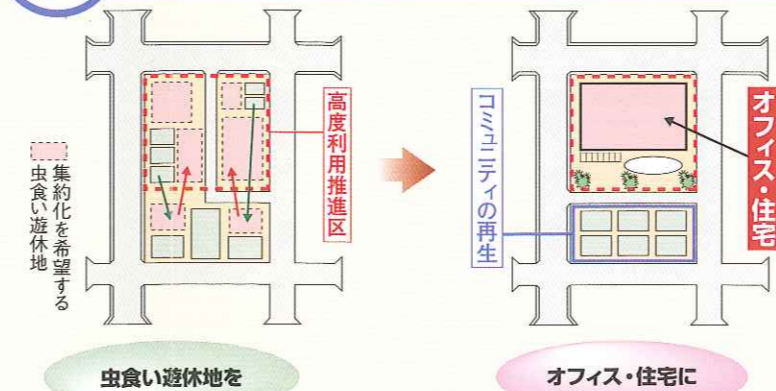 集約化を希望する
虫食い遊休地
高度利用推進区
コミュニティの再生
オフィス・住宅
虫食い遊休地を
オフィス・住宅に